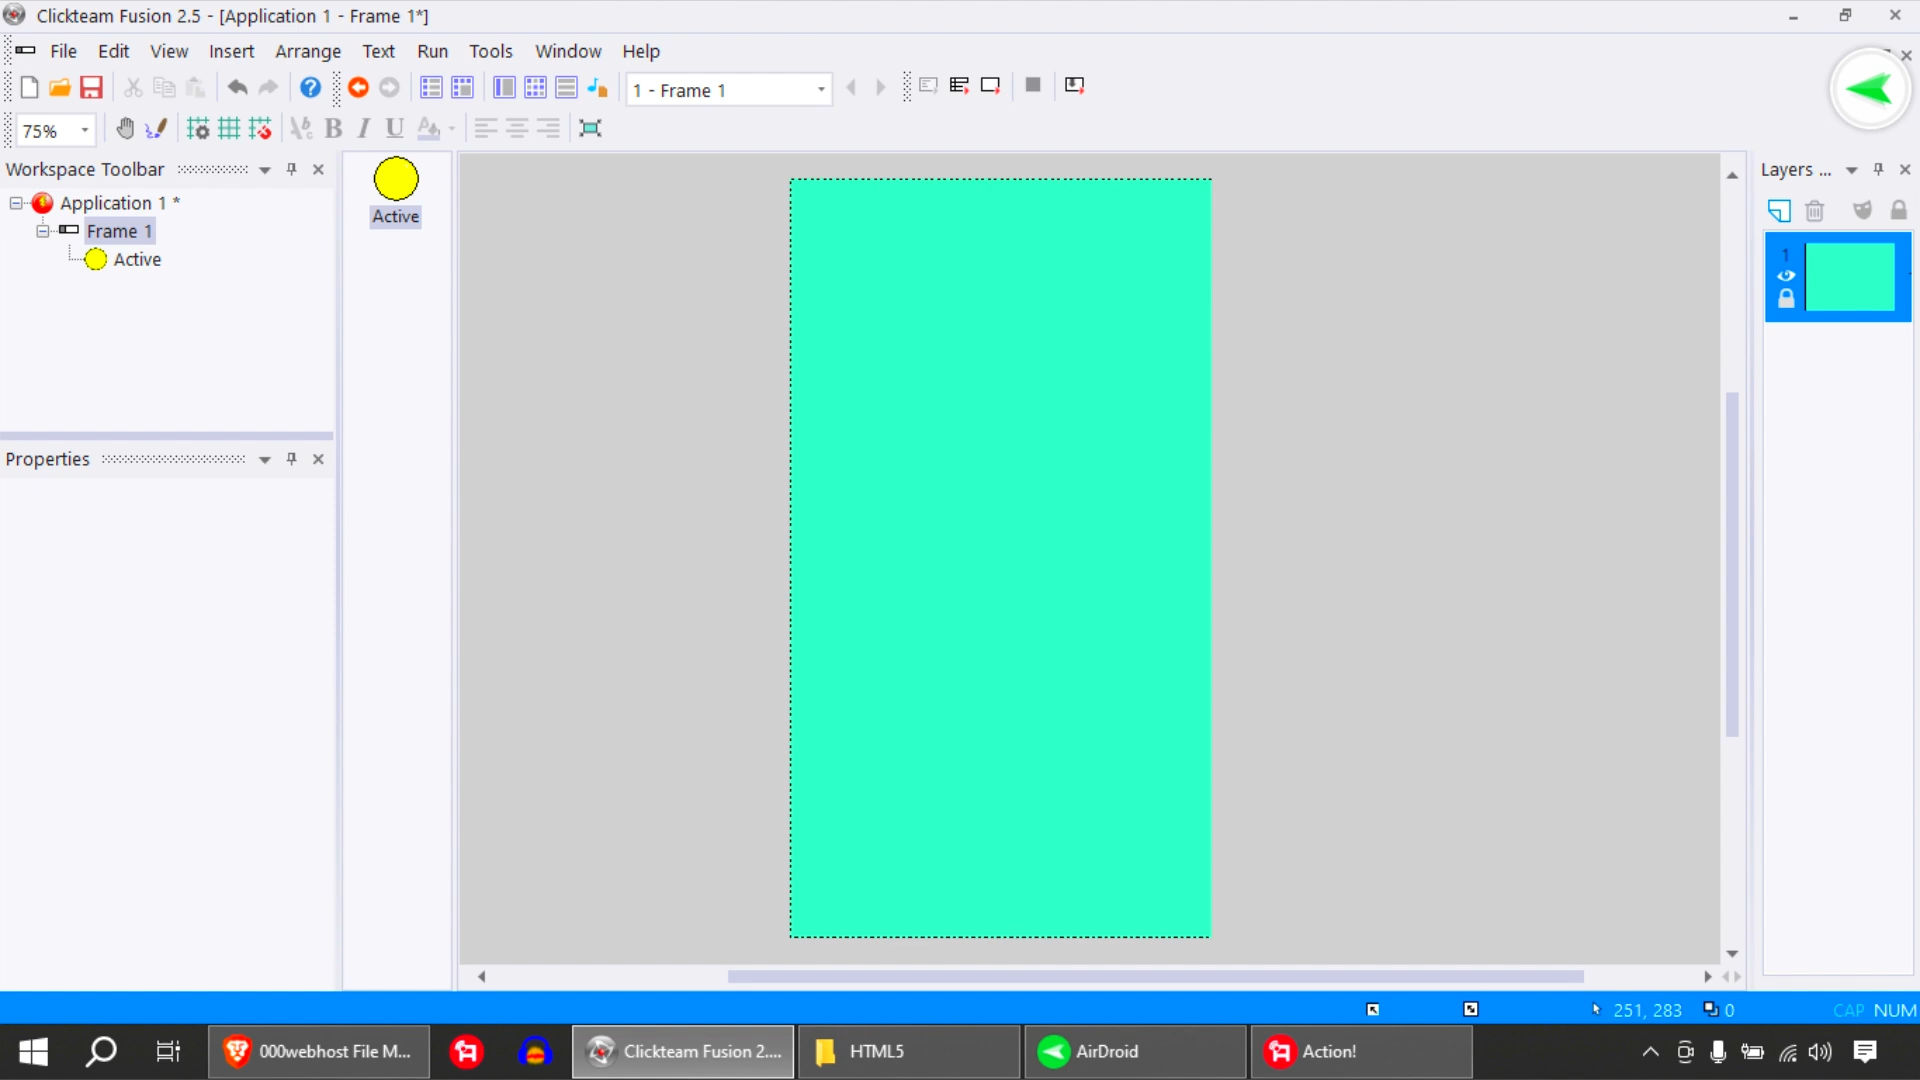 Clickteam Fusion 2.5 - [Application 1 - Frame 1*]
File Edit View Insert Arrange Text Run Tools Window Help
1 - Frame 1
75%
B I U
Workspace Toolbar
Application 1 *
Frame 1
Active
Properties
Active
Layers ...
1
251, 283
0
CAP NUM
000webhost File M...
Clickteam Fusion 2....
HTML5
AirDroid
Action!